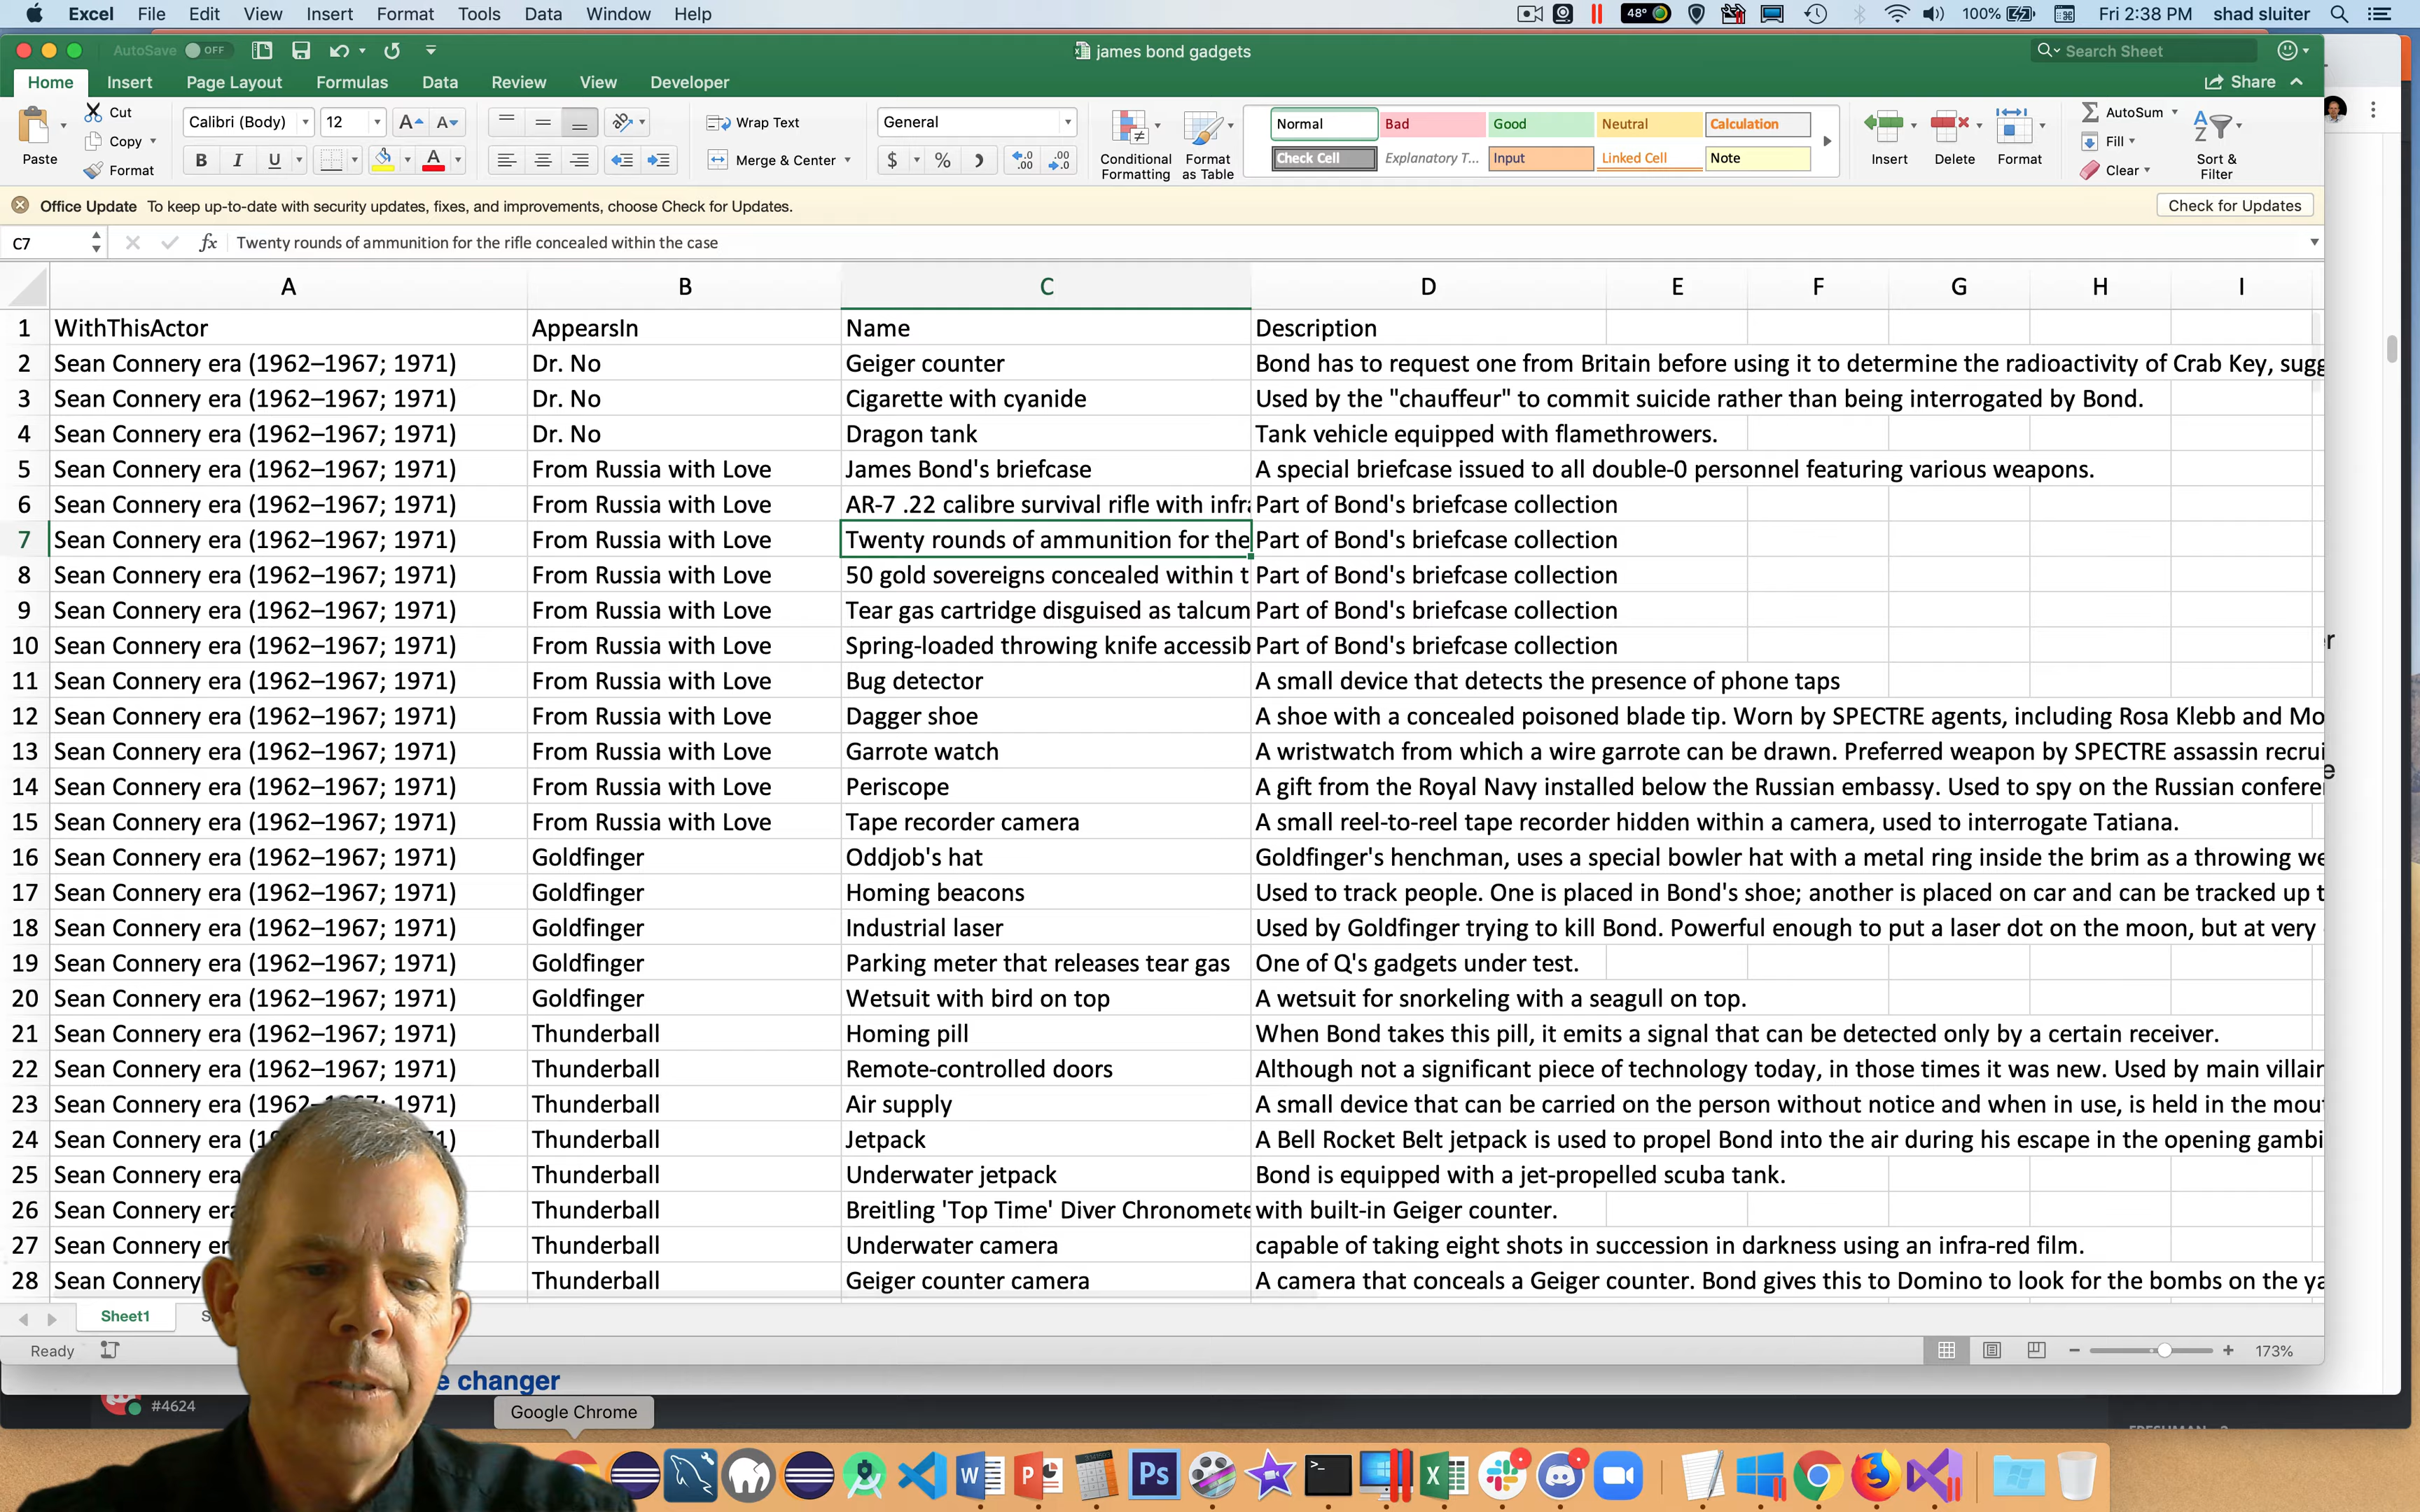 Excel File Edit View Insert Format Tools Data Window Help 48° 100% Fri 2:38 PM shad sluiter
AutoSave OFF james bond gadgets Search Sheet
Home Insert Page Layout Formulas Data Review View Developer Share
Paste Cut Copy Format Calibri (Body) 12 Wrap Text General Conditional Formatting Format as Table Normal Bad Good Neutral Calculation Insert Delete Format AutoSum Fill Clear Sort & Filter
B I U A Merge & Center $ % Check Cell Explanatory T... Input Linked Cell Note
Office Update To keep up-to-date with security updates, fixes, and improvements, choose Check for Updates. Check for Updates
C7 fx Twenty rounds of ammunition for the rifle concealed within the case
A B C D E F G H I
1 WithThisActor AppearsIn Name Description
2 Sean Connery era (1962–1967; 1971) Dr. No Geiger counter Bond has to request one from Britain before using it to determine the radioactivity of Crab Key, sugg
3 Sean Connery era (1962–1967; 1971) Dr. No Cigarette with cyanide Used by the "chauffeur" to commit suicide rather than being interrogated by Bond.
4 Sean Connery era (1962–1967; 1971) Dr. No Dragon tank Tank vehicle equipped with flamethrowers.
5 Sean Connery era (1962–1967; 1971) From Russia with Love James Bond's briefcase A special briefcase issued to all double-0 personnel featuring various weapons.
6 Sean Connery era (1962–1967; 1971) From Russia with Love AR-7 .22 calibre survival rifle with infra Part of Bond's briefcase collection
7 Sean Connery era (1962–1967; 1971) From Russia with Love Twenty rounds of ammunition for the Part of Bond's briefcase collection
8 Sean Connery era (1962–1967; 1971) From Russia with Love 50 gold sovereigns concealed within t Part of Bond's briefcase collection
9 Sean Connery era (1962–1967; 1971) From Russia with Love Tear gas cartridge disguised as talcum Part of Bond's briefcase collection
10 Sean Connery era (1962–1967; 1971) From Russia with Love Spring-loaded throwing knife accessib Part of Bond's briefcase collection
11 Sean Connery era (1962–1967; 1971) From Russia with Love Bug detector A small device that detects the presence of phone taps
12 Sean Connery era (1962–1967; 1971) From Russia with Love Dagger shoe A shoe with a concealed poisoned blade tip. Worn by SPECTRE agents, including Rosa Klebb and Mo
13 Sean Connery era (1962–1967; 1971) From Russia with Love Garrote watch A wristwatch from which a wire garrote can be drawn. Preferred weapon by SPECTRE assassin recrui
14 Sean Connery era (1962–1967; 1971) From Russia with Love Periscope A gift from the Royal Navy installed below the Russian embassy. Used to spy on the Russian conferen
15 Sean Connery era (1962–1967; 1971) From Russia with Love Tape recorder camera A small reel-to-reel tape recorder hidden within a camera, used to interrogate Tatiana.
16 Sean Connery era (1962–1967; 1971) Goldfinger Oddjob's hat Goldfinger's henchman, uses a special bowler hat with a metal ring inside the brim as a throwing we
17 Sean Connery era (1962–1967; 1971) Goldfinger Homing beacons Used to track people. One is placed in Bond's shoe; another is placed on car and can be tracked up t
18 Sean Connery era (1962–1967; 1971) Goldfinger Industrial laser Used by Goldfinger trying to kill Bond. Powerful enough to put a laser dot on the moon, but at very
19 Sean Connery era (1962–1967; 1971) Goldfinger Parking meter that releases tear gas One of Q's gadgets under test.
20 Sean Connery era (1962–1967; 1971) Goldfinger Wetsuit with bird on top A wetsuit for snorkeling with a seagull on top.
21 Sean Connery era (1962–1967; 1971) Thunderball Homing pill When Bond takes this pill, it emits a signal that can be detected only by a certain receiver.
22 Sean Connery era (1962–1967; 1971) Thunderball Remote-controlled doors Although not a significant piece of technology today, in those times it was new. Used by main villain
23 Sean Connery era (1962–1967; 1971) Thunderball Air supply A small device that can be carried on the person without notice and when in use, is held in the mout
24 Sean Connery era (19 71) Thunderball Jetpack A Bell Rocket Belt jetpack is used to propel Bond into the air during his escape in the opening gambi
25 Sean Connery era Thunderball Underwater jetpack Bond is equipped with a jet-propelled scuba tank.
26 Sean Connery era Thunderball Breitling 'Top Time' Diver Chronomete with built-in Geiger counter.
27 Sean Connery er Thunderball Underwater camera capable of taking eight shots in succession in darkness using an infra-red film.
28 Sean Connery Thunderball Geiger counter camera A camera that conceals a Geiger counter. Bond gives this to Domino to look for the bombs on the ya
Sheet1 S
Ready 173%
e changer
#4624
Google Chrome
W P Ps >_ X